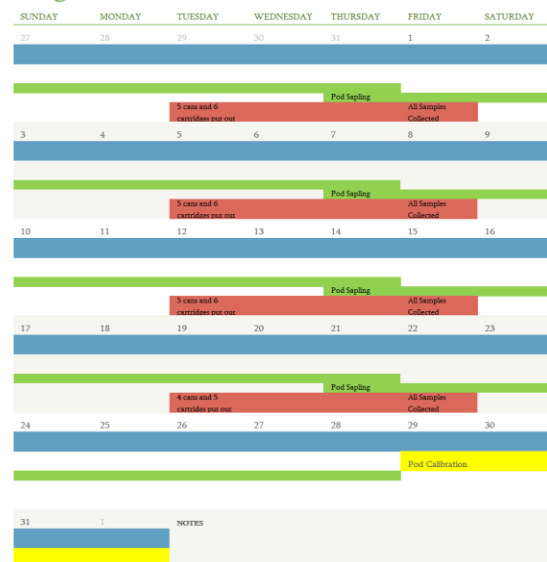 SUNDAY MONDAY TUESDAY WEDNESDAY THURSDAY FRIDAY SATURDAY
27 28 29 30 31 1 2
Pod Sapling
5 cans and 6 All Samples
cartridges put out Collected
3 4 5 6 7 8 9
Pod Sapling
5 cans and 6 All Samples
cartridges put out Collected
10 11 12 13 14 15 16
Pod Sapling
5 cans and 6 All Samples
cartridges put out Collected
17 18 19 20 21 22 23
Pod Sapling
4 cans and 5 All Samples
cartridges put out Collected
24 25 26 27 28 29 30
Pod Calibration
31 1 NOTES